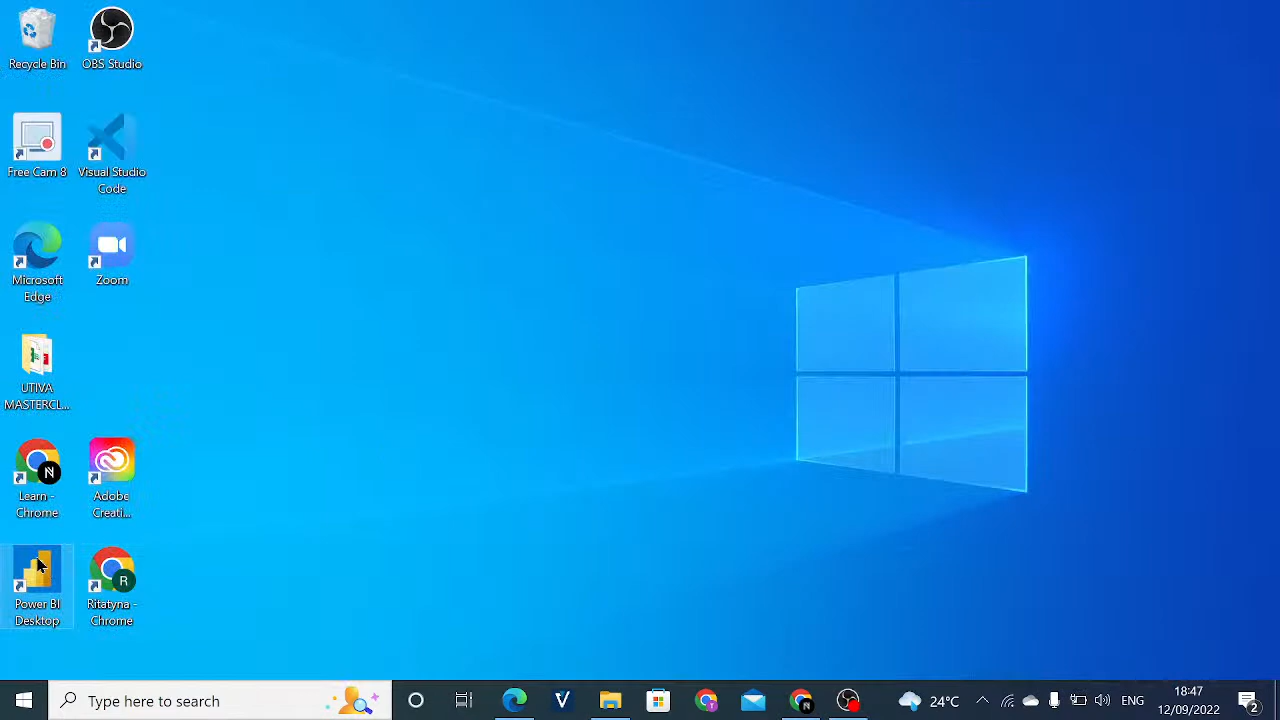 Recycle Bin
OBS Studio
Free Cam 8
Visual Studio
Code
Microsoft
Edge
Zoom
UTIVA
MASTERCL...
N
Learn -
Chrome
Adobe
Creati...
Power BI
Desktop
R
Ritatyna -
Chrome
Type here to search
V
T
N
24°C
ENG
18:47
12/09/2022
2